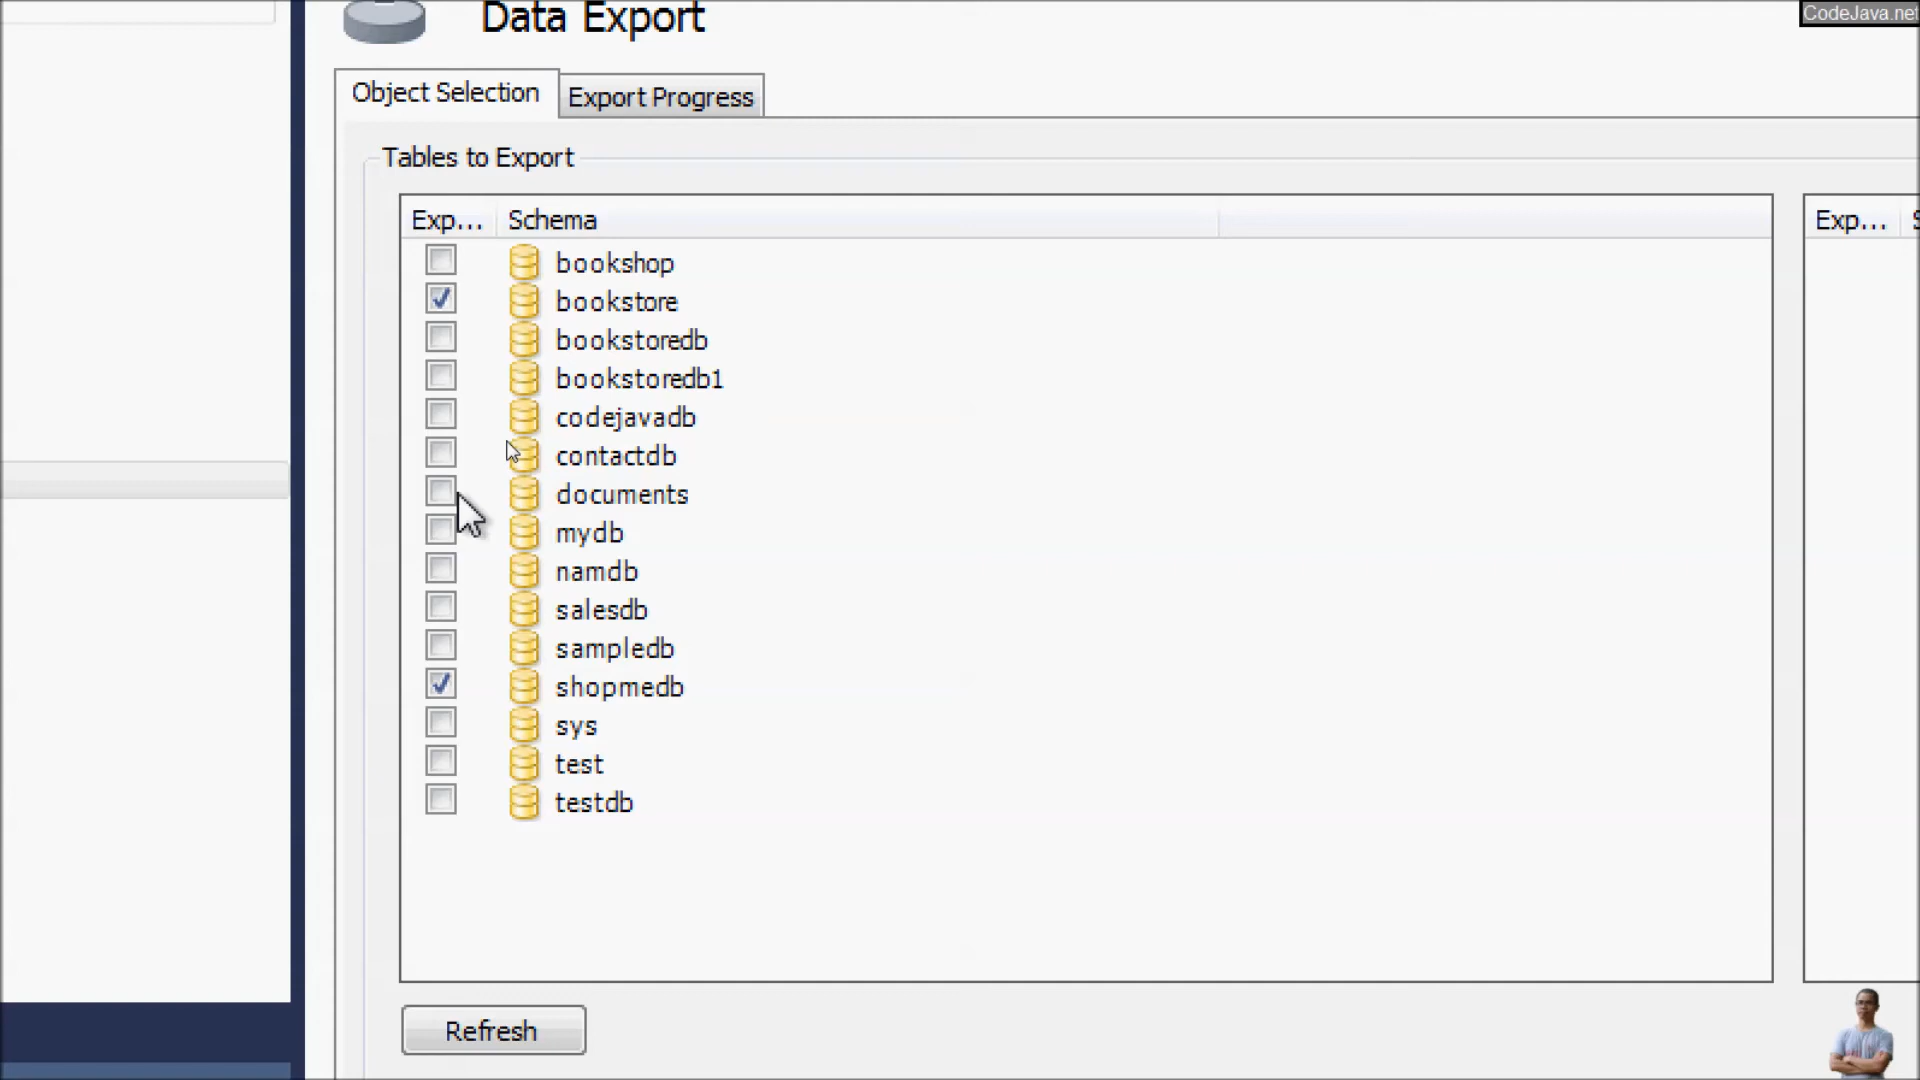 CodeJava.net
Data Export
Object Selection
Export Progress
Tables to Export
Exp...
Schema
Exp...
bookshop
bookstore
bookstoredb
bookstoredb1
codejavadb
contactdb
documents
mydb
namdb
salesdb
sampledb
shopmedb
sys
test
testdb
Refresh